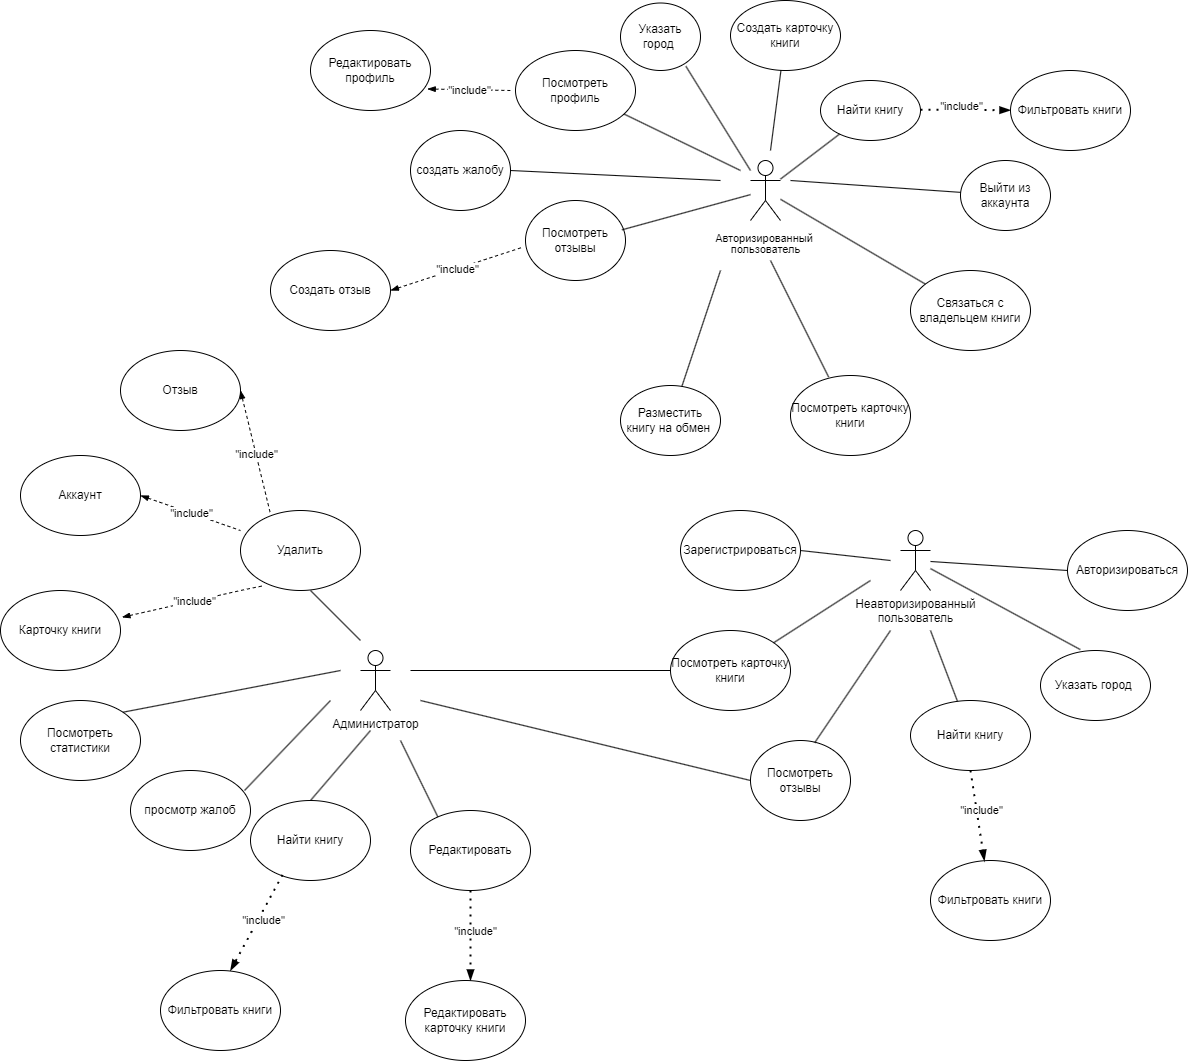 Указать
город
Создать карточку
книги
Редактировать
профиль
"include"
Посмотреть
профиль
Найти книгу
"include"
Фильтровать книги
создать жалобу
Выйти из
аккаунта
Посмотреть
отзывы
Авторизированный
пользователь
"include"
Создать отзыв
Связаться с
владельцем книги
Отзыв
Разместить
книгу на обмен
Посмотреть карточку
книги
"include"
Аккаунт
"include"
Удалить
Зарегистрироваться
Авторизироваться
"include"
Карточку книги
Неавторизированный
пользователь
Посмотреть карточку
книги
Указать город
Администратор
Посмотреть
статистики
Найти книгу
Посмотреть
отзывы
просмотр жалоб
"include"
Найти книгу
Редактировать
Фильтровать книги
"include"
"include"
Фильтровать книги
Редактировать
карточку книги